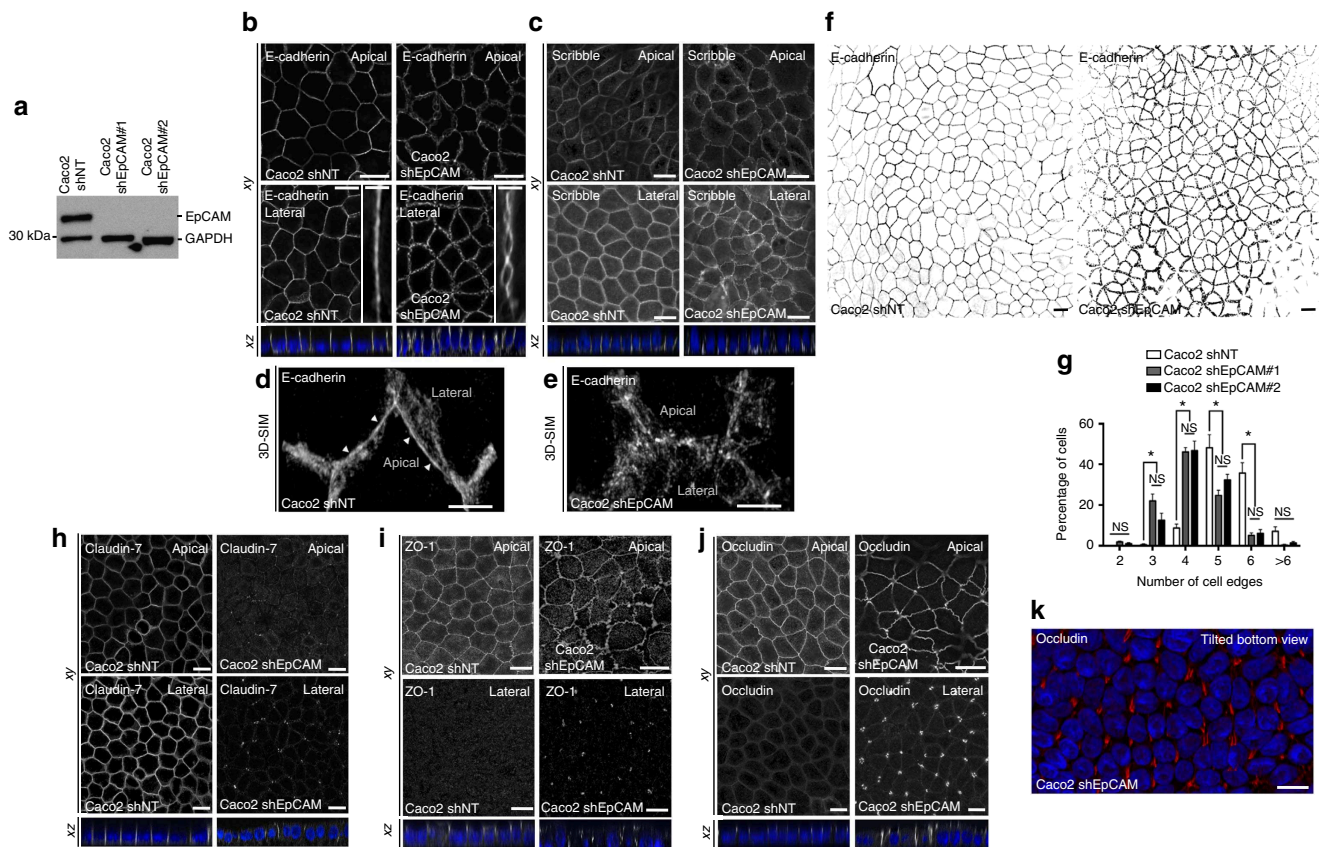 a
Caco2
shNT
Caco2
shEpCAM#1
Caco2
shEpCAM#2
EpCAM
30 kDa
GAPDH
b
E-cadherin Apical
Caco2 shNT
E-cadherin Apical
Caco2
shEpCAM
xy
E-cadherin
Lateral
Caco2 shNT
E-cadherin
Lateral
Caco2
shEpCAM
xz
c
Scribble Apical
Caco2 shNT
Scribble Apical
Caco2 shEpCAM
xy
Scribble Lateral
Caco2 shNT
Scribble Lateral
Caco2 shEpCAM
xz
d
E-cadherin
Lateral
3D-SIM
Apical
Caco2 shNT
e
E-cadherin
Apical
3D-SIM
Lateral
Caco2 shEpCAM
f
E-cadherin
Caco2 shNT
E-cadherin
Caco2 shEpCAM
g
Caco2 shNT
Caco2 shEpCAM#1
Caco2 shEpCAM#2
Percentage of cells
60
40
20
0
NS
*
NS
*
NS
*
NS
*
NS
NS
2 3 4 5 6 >6
Number of cell edges
h
Claudin-7 Apical
Caco2 shNT
Claudin-7 Apical
Caco2 shEpCAM
xy
Claudin-7 Lateral
Caco2 shNT
Claudin-7 Lateral
Caco2 shEpCAM
xz
i
ZO-1 Apical
Caco2 shNT
ZO-1 Apical
Caco2
shEpCAM
xy
ZO-1 Lateral
Caco2 shNT
ZO-1 Lateral
Caco2 shEpCAM
xz
j
Occludin Apical
Caco2 shNT
Occludin Apical
Caco2
shEpCAM
xy
Occludin
Caco2 shNT
Occludin Lateral
Caco2 shEpCAM
xz
k
Occludin Tilted bottom view
Caco2 shEpCAM